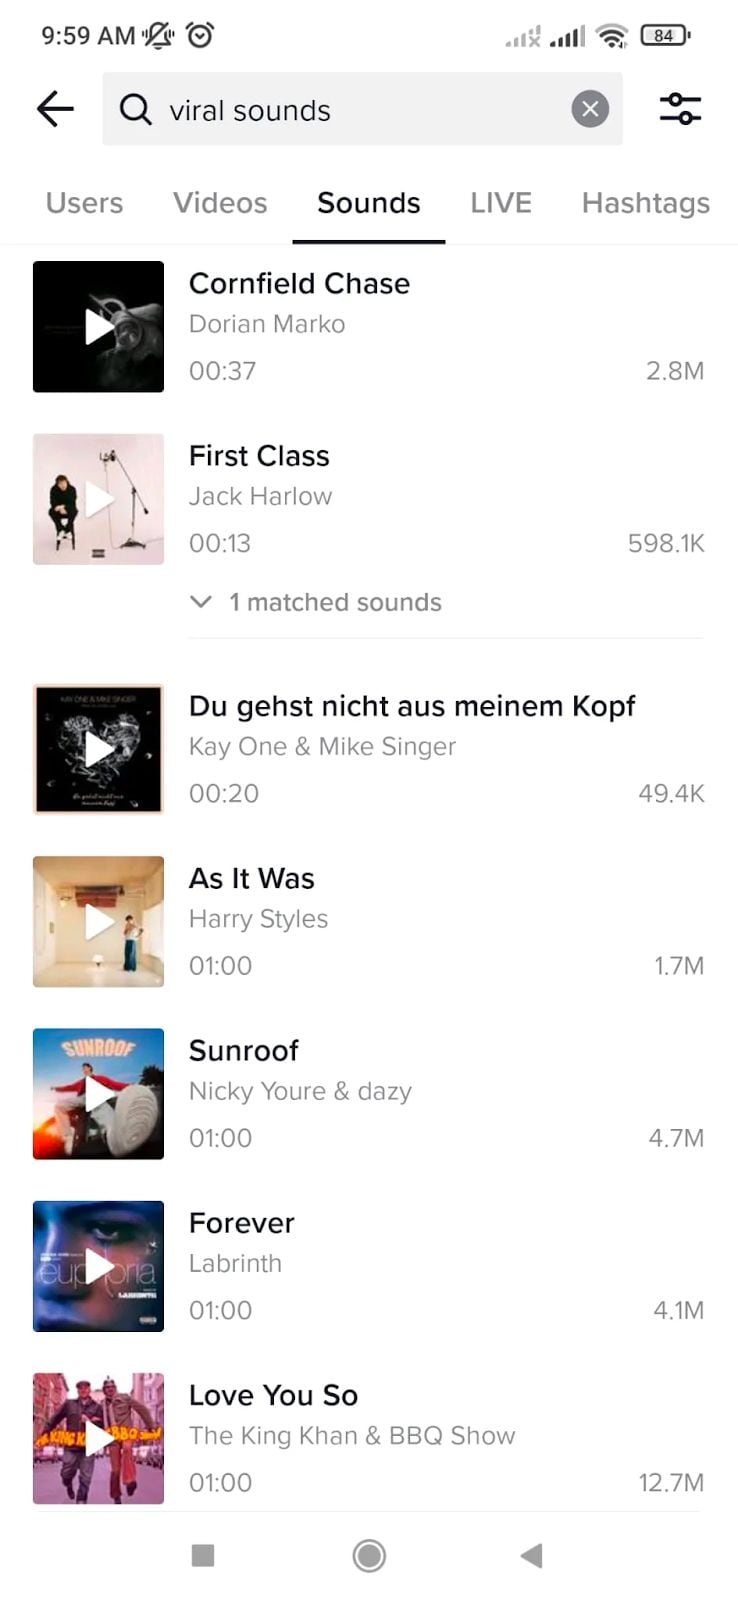 9:59 AM
84
viral sounds
Users Videos Sounds LIVE Hashtags
Cornfield Chase
Dorian Marko
00:37 2.8M
First Class
Jack Harlow
00:13 598.1K
1 matched sounds
KAY ONE & MIKE SINGER
Du gehst nicht aus meinem Kopf
Kay One & Mike Singer
00:20 49.4K
As It Was
Harry Styles
01:00 1.7M
SUNROOF
Sunroof
Nicky Youre & dazy
01:00 4.7M
euphoria
LABRINTH
Forever
Labrinth
01:00 4.1M
Love You So
The King Khan & BBQ Show
01:00 12.7M